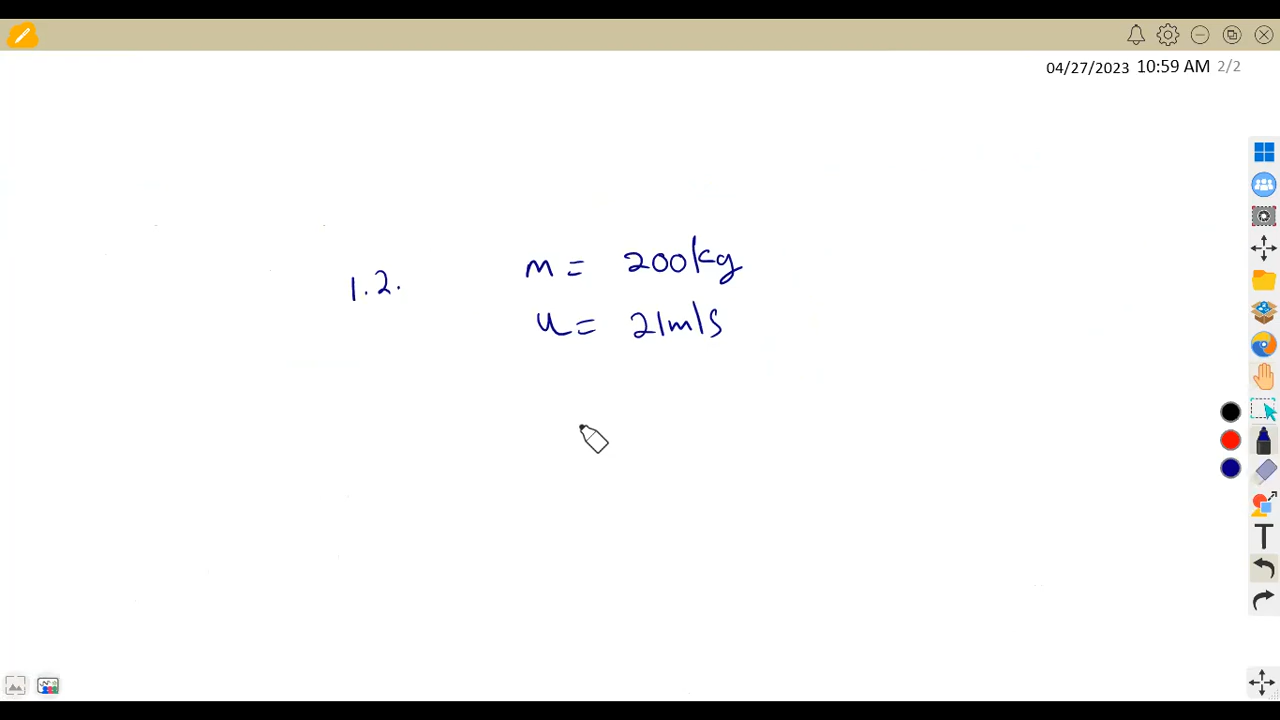 04/27/2023 10:59 AM 2/2
m = 200kg
1.2.
u = 21m/s
T